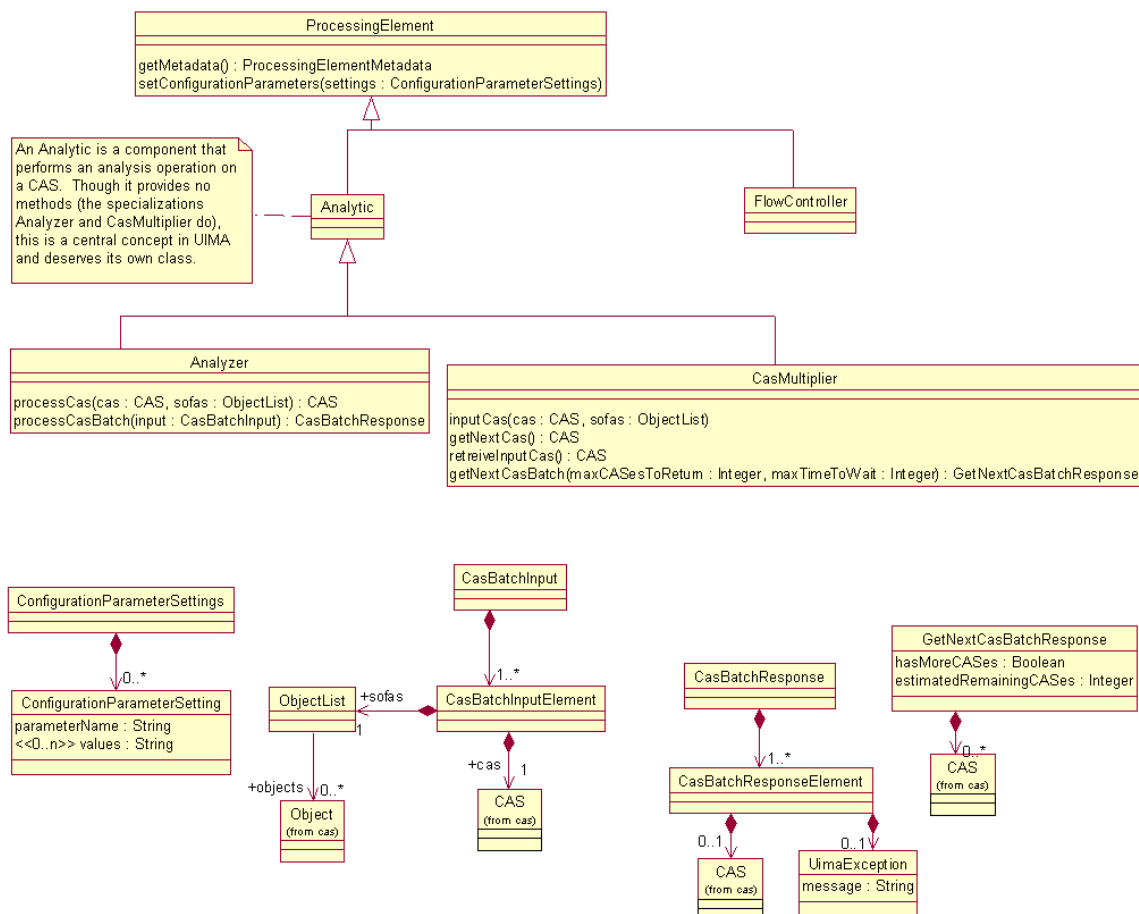 ProcessingElement
getMetadata() : ProcessingElementMetadata
setConfigurationParameters(settings : ConfigurationParameterSettings)
An Analytic is a component that
performs an analysis operation on
a CAS. Though it provides no
methods (the specializations
Analyzer and CasMultiplier do),
this is a central concept in UIMA
and deserves its own class.
Analytic
FlowController
Analyzer
processCas(cas : CAS, sofas : ObjectList) : CAS
processCasBatch(input : CasBatchInput) : CasBatchResponse
CasMultiplier
inputCas(cas : CAS, sofas : ObjectList)
getNextCas() : CAS
retreiveInputCas() : CAS
getNextCasBatch(maxCASesToReturn : Integer, maxTimeToWait : Integer) : GetNextCasBatchResponse
ConfigurationParameterSettings
0..*
ConfigurationParameterSetting
parameterName : String
<<0..n>> values : String
CasBatchInput
1..*
CasBatchInputElement
+sofas
1
ObjectList
+objects
0..*
Object
(from cas)
+cas
1
CAS
(from cas)
CasBatchResponse
1..*
CasBatchResponseElement
0..1
CAS
(from cas)
0..1
UimaException
message : String
GetNextCasBatchResponse
hasMoreCASes : Boolean
estimatedRemainingCASes : Integer
0..*
CAS
(from cas)